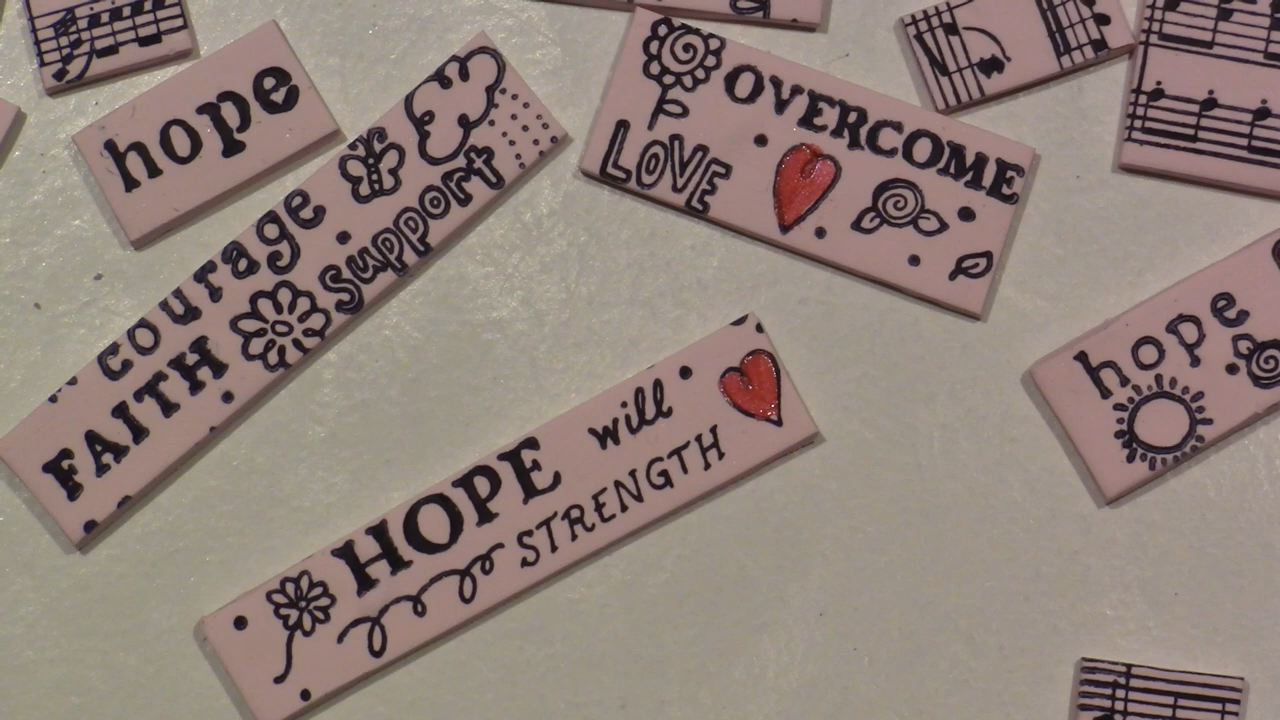 hope
courage
Support
FAITH
OVERCOME
LOVE
HOPE will
STRENGTH
hope